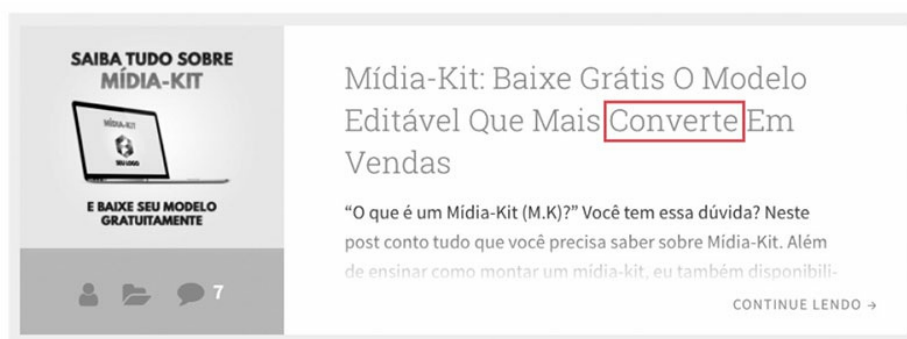 SAIBA TUDO SOBRE
MÍDIA-KIT
MÍDIA-KIT
SEU LOGO
E BAIXE SEU MODELO
GRATUITAMENTE
7
Mídia-Kit: Baixe Grátis O Modelo
Editável Que Mais Converte Em
Vendas
“O que é um Mídia-Kit (M.K)?” Você tem essa dúvida? Neste
post conto tudo que você precisa saber sobre Mídia-Kit. Além
de ensinar como montar um mídia-kit, eu também disponibili-
CONTINUE LENDO →